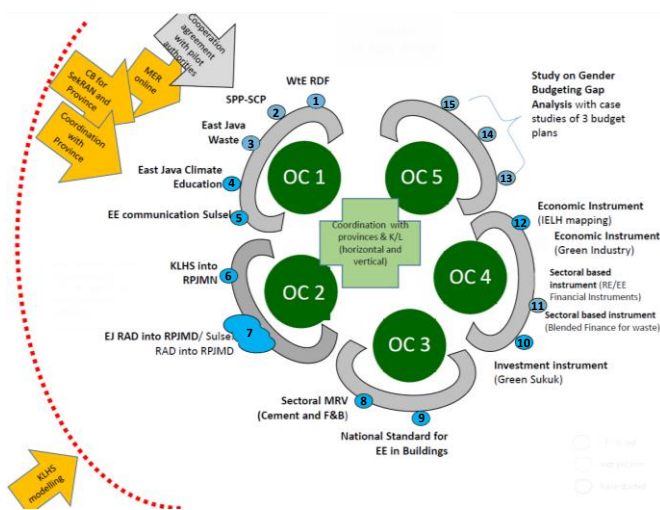 Cooperation
agreement
with pilot
authorities
MER
online
CB for
SekRAN and
Province
Coordination
with
Province
WtE RDF
1
SPP-SCP
2
East Java
Waste
3
East Java Climate
Education
4
EE communication Sulsel
5
OC 1
KLHS into
RPJMN
6
EJ RAD into RPJMD/ Sulsel
RAD into RPJMD
7
OC 2
Coordination with
provinces & K/L
(horizontal and
vertical)
Sectoral MRV
(Cement and F&B)
8
9
National Standard for
EE in Buildings
OC 3
OC 4
Economic Instrument
(IELH mapping)
12
Economic Instrument
(Green Industry)
Sectoral based
instrument (RE/EE
Financial Instruments)
11
Sectoral based instrument
(Blended Finance for waste)
10
Investment instrument
(Green Sukuk)
OC 5
15
14
13
Study on Gender
Budgeting Gap
Analysis with case
studies of 3 budget
plans
KLHS
modelling